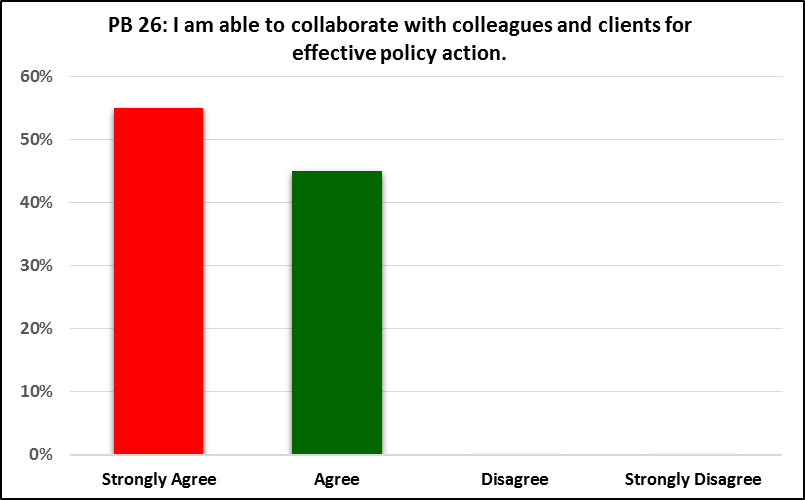 PB 26: I am able to collaborate with colleagues and clients for
effective policy action.
60%
50%
40%
30%
20%
10%
0%
Strongly Agree
Agree
Disagree
Strongly Disagree